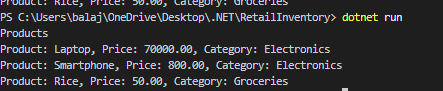 Product: Rice, Price: 50.00, Category: Groceries
PS C:\Users\balaj\OneDrive\Desktop\.NET\RetailInventory> dotnet run
Products
Product: Laptop, Price: 70000.00, Category: Electronics
Product: Smartphone, Price: 800.00, Category: Electronics
Product: Rice, Price: 50.00, Category: Groceries